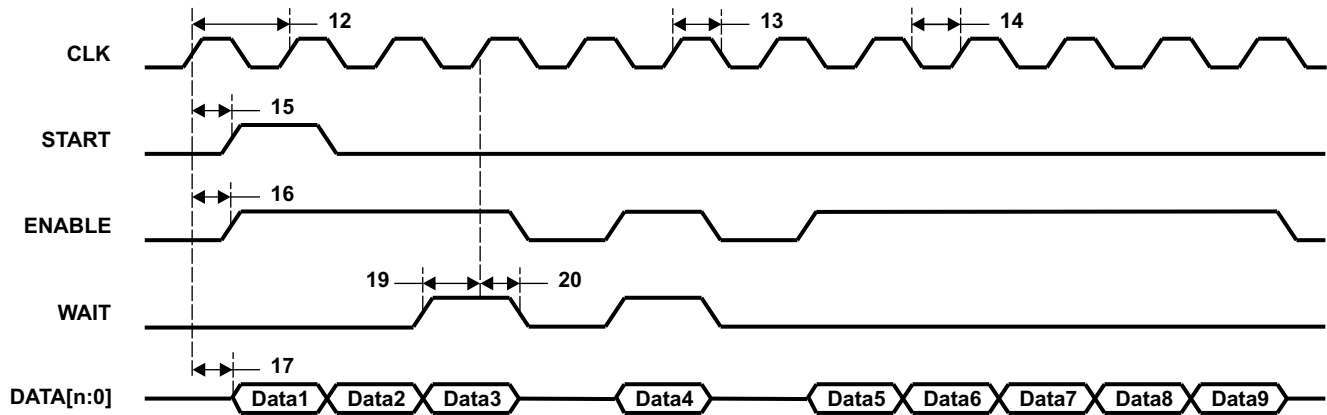 12 13 14
CLK
15
START
16
ENABLE
19 20
WAIT
17
DATA[n:0] Data1 Data2 Data3 Data4 Data5 Data6 Data7 Data8 Data9